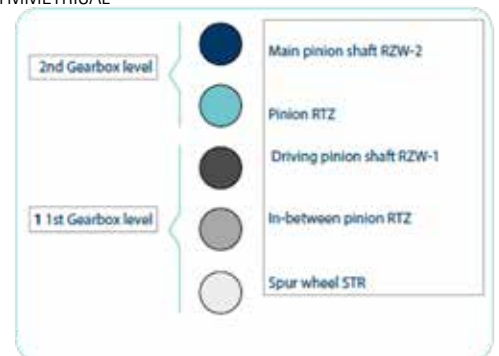 2nd Gearbox level
Main pinion shaft RZW-2
Pinion RTZ
Driving pinion shaft RZW-1
1 1st Gearbox level
In-between pinion RTZ
Spur wheel STR